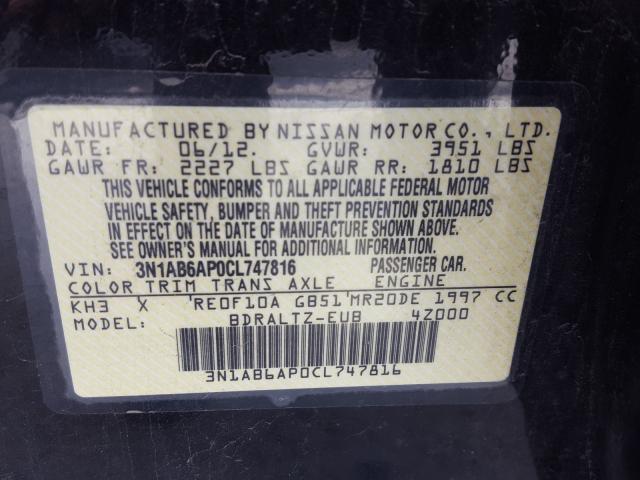 MANUFACTURED BY NISSAN MOTOR CO., LTD.
DATE: 06/12. GVWR: 3951 LBS
GAWR FR: 2227 LBS GAWR RR: 1810 LBS
THIS VEHICLE CONFORMS TO ALL APPLICABLE FEDERAL MOTOR
VEHICLE SAFETY, BUMPER AND THEFT PREVENTION STANDARDS
IN EFFECT ON THE DATE OF MANUFACTURE SHOWN ABOVE.
SEE OWNER'S MANUAL FOR ADDITIONAL INFORMATION.
VIN: 3N1AB6AP0CL747816 PASSENGER CAR.
COLOR TRIM TRANS AXLE ENGINE
KH3 X 'RE0F10A GB51'MR20DE 1997 CC
MODEL: BDRALTZ-EUB 4Z000
3N1AB6AP0CL747816